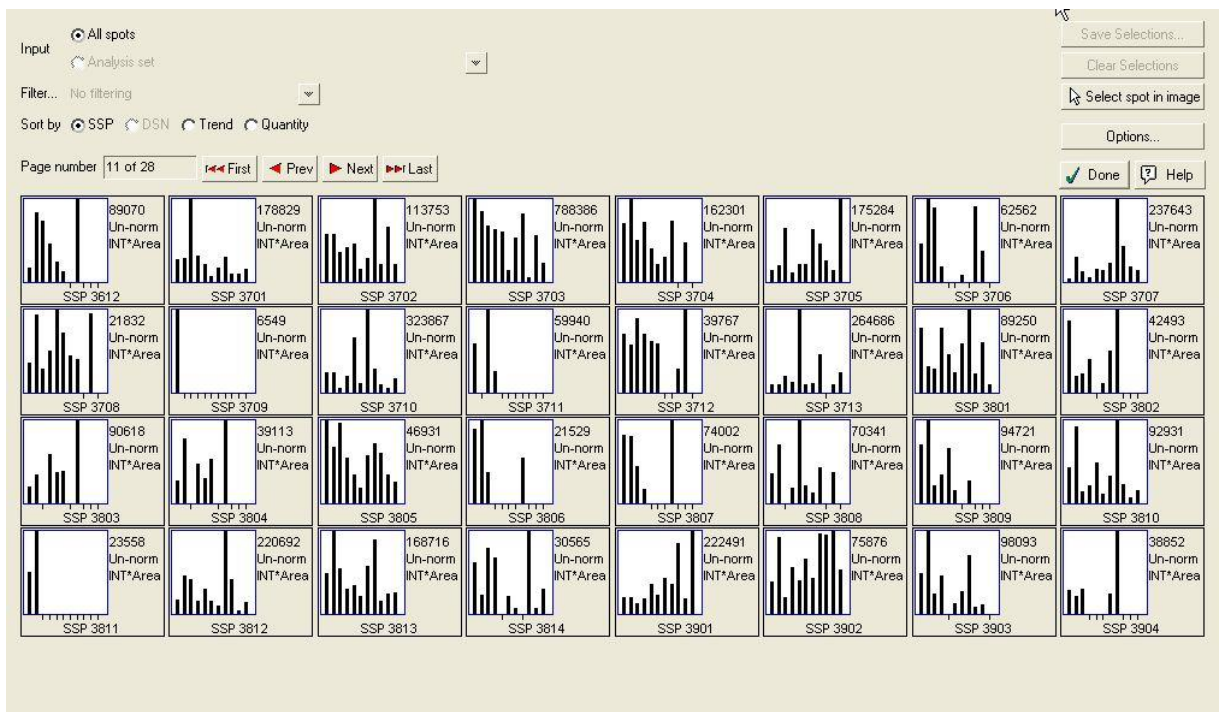 Input
All spots
Analysis set
Filter... No filtering
Sort by SSP DSN Trend Quantity
Page number 11 of 28 First Prev Next Last
Save Selections...
Clear Selections
Select spot in image
Options...
Done Help
89070
Un-norm
INT*Area
SSP 3612
178829
Un-norm
INT*Area
SSP 3701
113753
Un-norm
INT*Area
SSP 3702
788386
Un-norm
INT*Area
SSP 3703
162301
Un-norm
INT*Area
SSP 3704
175284
Un-norm
INT*Area
SSP 3705
62562
Un-norm
INT*Area
SSP 3706
237643
Un-norm
INT*Area
SSP 3707
21832
Un-norm
INT*Area
SSP 3708
6549
Un-norm
INT*Area
SSP 3709
323867
Un-norm
INT*Area
SSP 3710
59940
Un-norm
INT*Area
SSP 3711
39767
Un-norm
INT*Area
SSP 3712
264686
Un-norm
INT*Area
SSP 3713
89250
Un-norm
INT*Area
SSP 3801
42493
Un-norm
INT*Area
SSP 3802
90618
Un-norm
INT*Area
SSP 3803
39113
Un-norm
INT*Area
SSP 3804
46931
Un-norm
INT*Area
SSP 3805
21529
Un-norm
INT*Area
SSP 3806
74002
Un-norm
INT*Area
SSP 3807
70341
Un-norm
INT*Area
SSP 3808
94721
Un-norm
INT*Area
SSP 3809
92931
Un-norm
INT*Area
SSP 3810
23558
Un-norm
INT*Area
SSP 3811
220692
Un-norm
INT*Area
SSP 3812
168716
Un-norm
INT*Area
SSP 3813
30565
Un-norm
INT*Area
SSP 3814
222491
Un-norm
INT*Area
SSP 3901
75876
Un-norm
INT*Area
SSP 3902
98093
Un-norm
INT*Area
SSP 3903
38852
Un-norm
INT*Area
SSP 3904